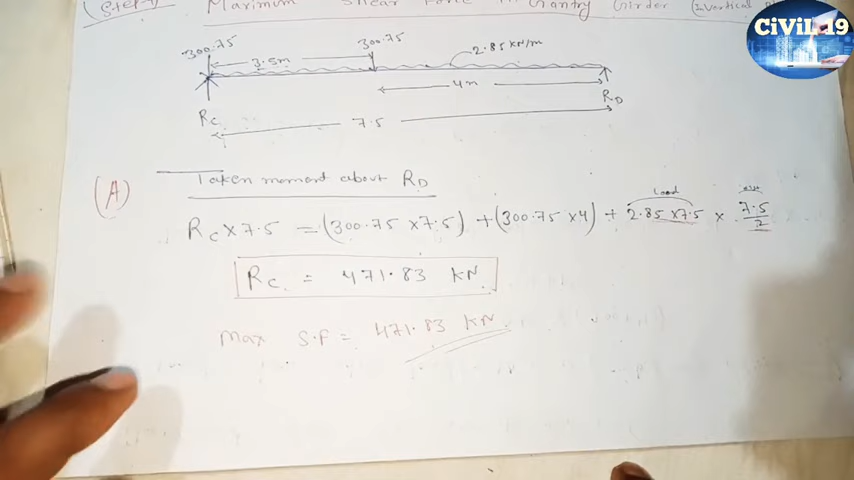 Maximum Shear Force in Gantry Girder (Vertical
CiViL 19
300.75
300.75
2.85 kN/m
3.5m
4m
RC
RD
7.5
(A)
Taken moment about RD
Load
RC x 7.5 = (300.75 x 7.5) + (300.75 x 4) + 2.85 x 7.5 x 7.5/2
RC = 471.83 KN
Max S.F = 471.83 KN